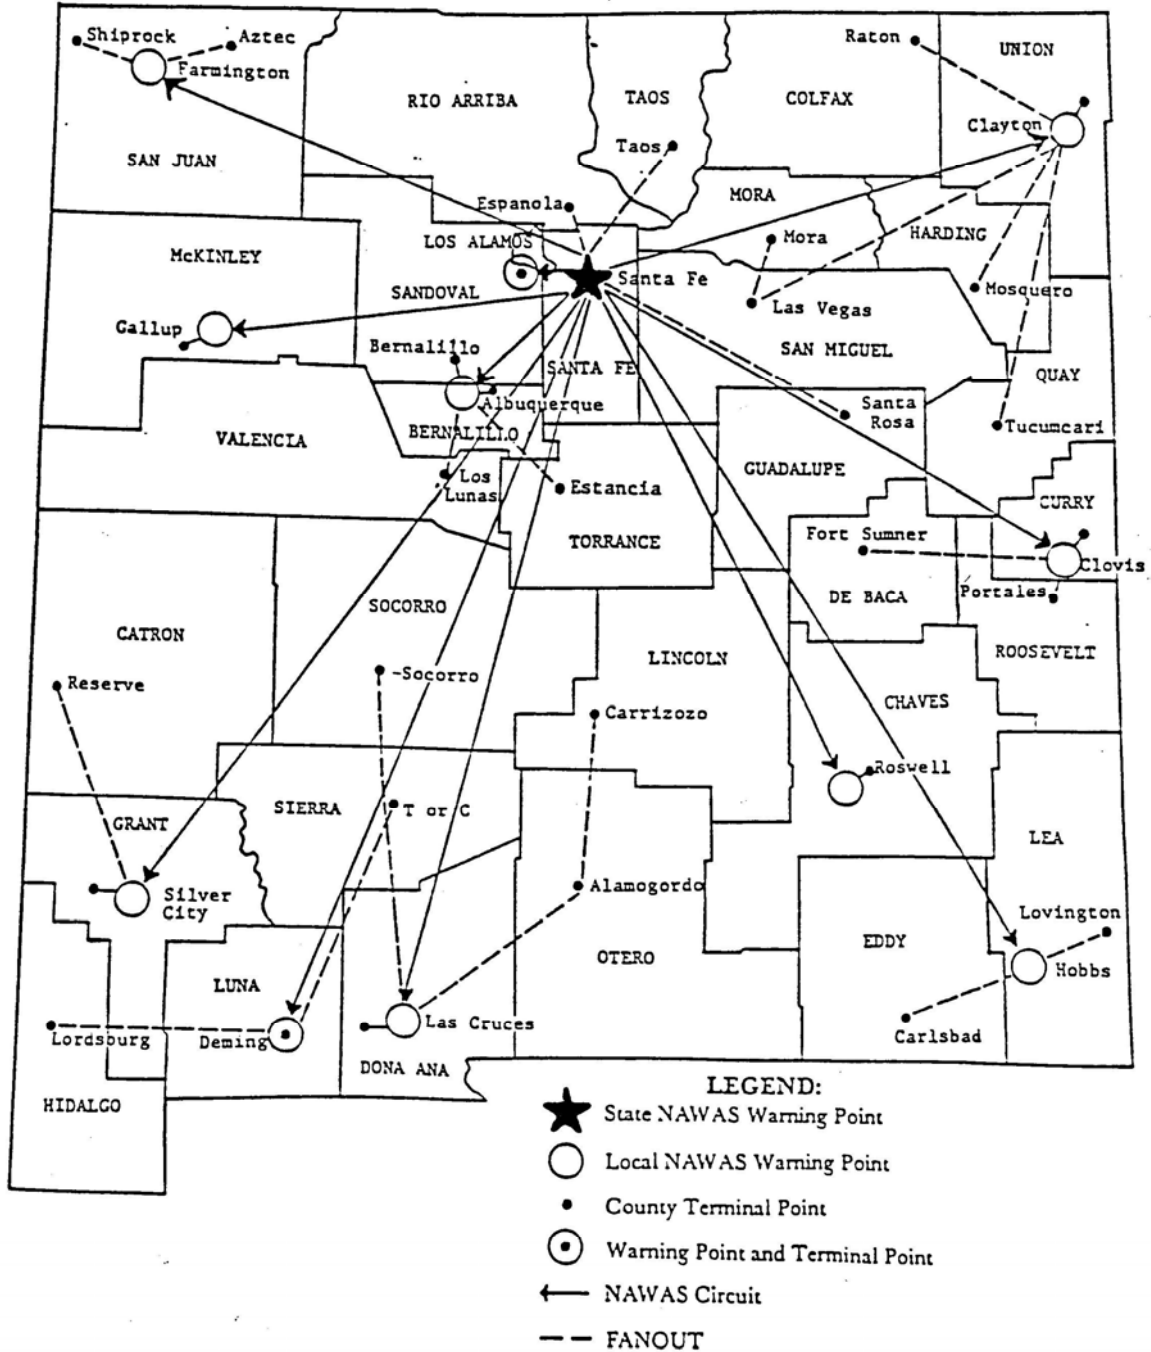 Shiprock
Aztec
Farmington
SAN JUAN
RIO ARRIBA
TAOS
Taos
COLFAX
Raton
UNION
Clayton
MORA
Mora
HARDING
Mosquero
Espanola
LOS ALAMOS
McKINLEY
SANDOVAL
Santa Fe
Las Vegas
SAN MIGUEL
Gallup
Bernalillo
SANTA FE
Albuquerque
QUAY
Santa
Rosa
Tucumcari
VALENCIA
BERNALILLO
GUADALUPE
Los
Lunas
Estancia
CURRY
TORRANCE
Fort Sumner
Clovis
DE BACA
Portales
SOCORRO
CATRON
LINCOLN
ROOSEVELT
Reserve
-Socorro
CHAVES
Carrizozo
Roswell
SIERRA
T or C
GRANT
LEA
Silver
City
Alamogordo
Lovington
EDDY
OTERO
Hobbs
LUNA
Lordsburg
Deming
Las Cruces
Carlsbad
DONA ANA
HIDALGO
LEGEND:
State NAWAS Warning Point
Local NAWAS Warning Point
County Terminal Point
Warning Point and Terminal Point
NAWAS Circuit
FANOUT